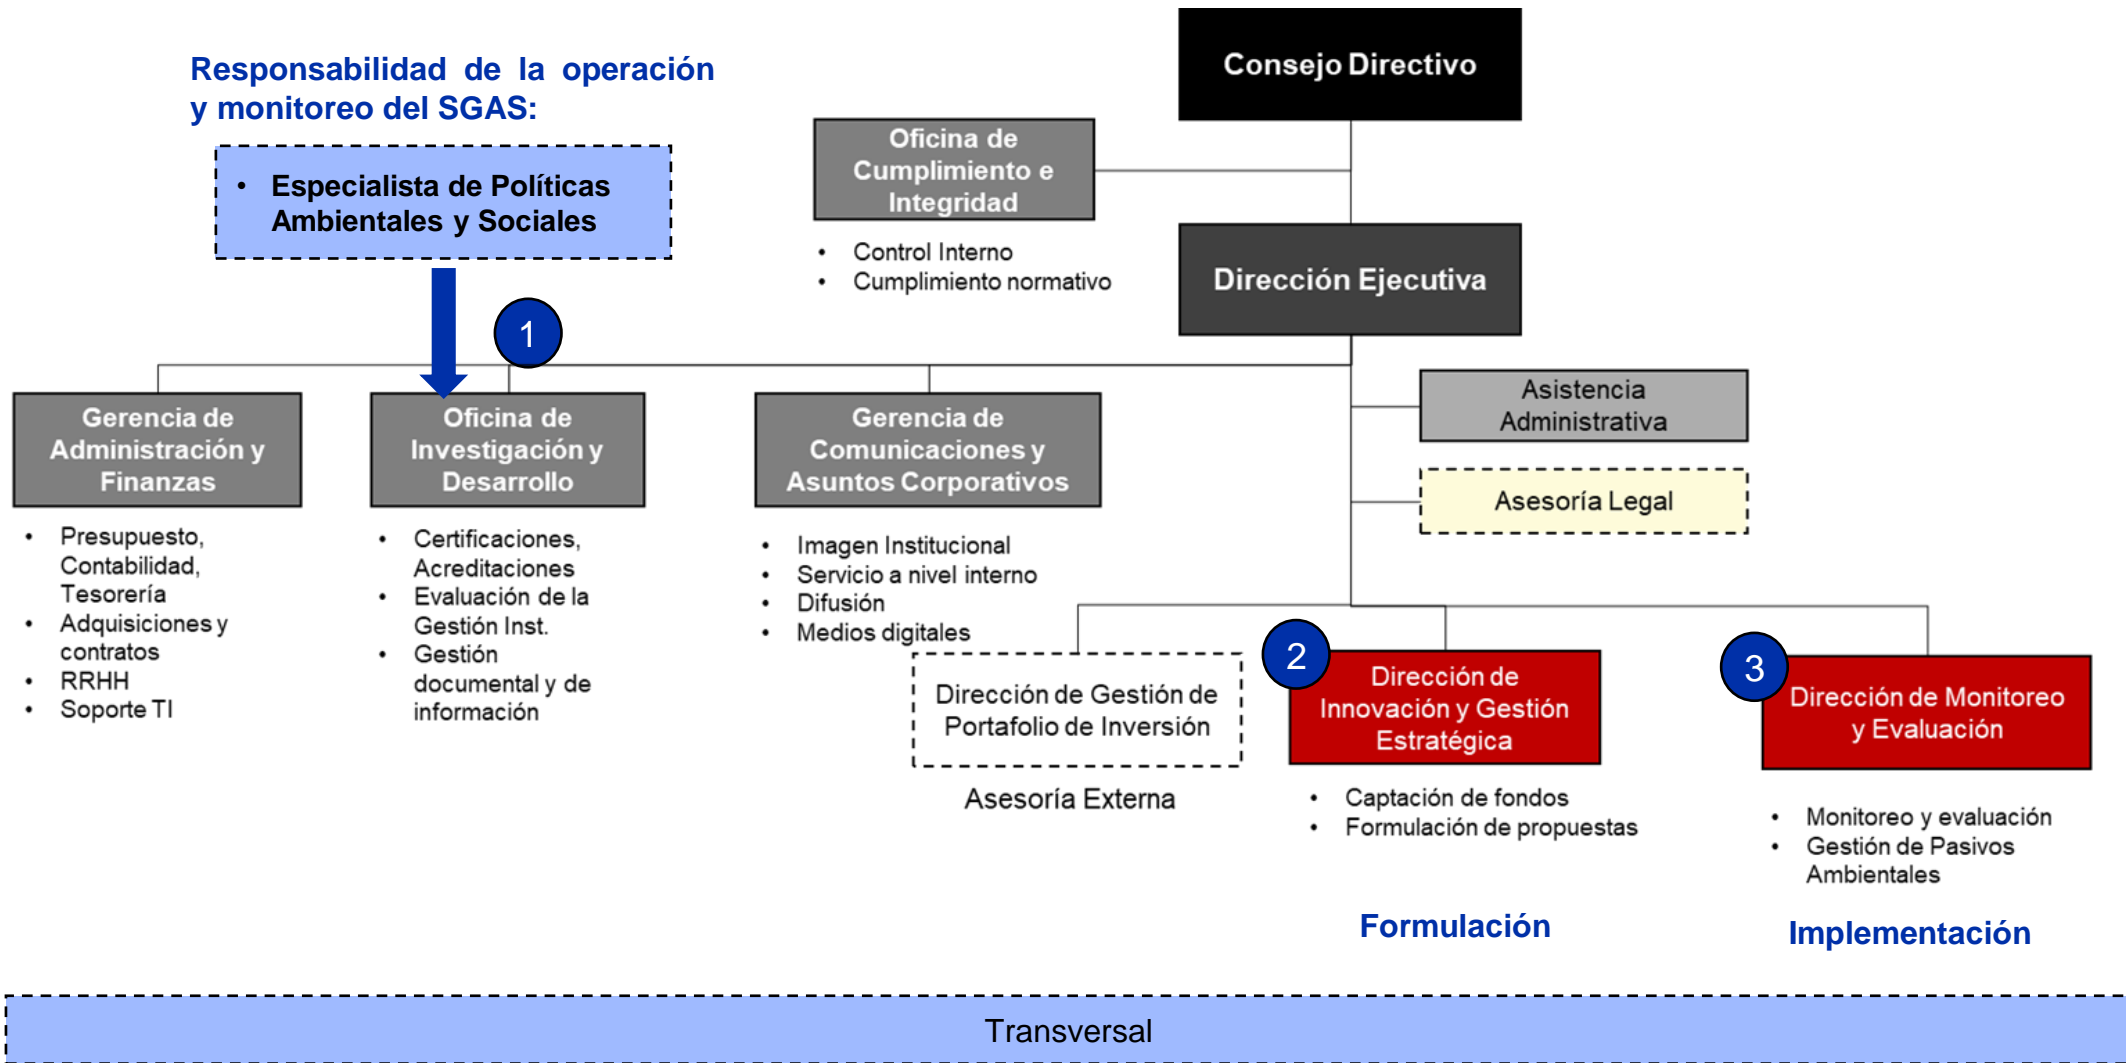 Responsabilidad de la operación
y monitoreo del SGAS:
• Especialista de Políticas
Ambientales y Sociales
Consejo Directivo
Oficina de
Cumplimiento e
Integridad
• Control Interno
• Cumplimiento normativo
Dirección Ejecutiva
1
Gerencia de
Administración y
Finanzas
• Presupuesto,
Contabilidad,
Tesorería
• Adquisiciones y
contratos
• RRHH
• Soporte TI
Oficina de
Investigación y
Desarrollo
• Certificaciones,
Acreditaciones
• Evaluación de la
Gestión Inst.
• Gestión
documental y de
información
Gerencia de
Comunicaciones y
Asuntos Corporativos
• Imagen Institucional
• Servicio a nivel interno
• Difusión
• Medios digitales
Asistencia
Administrativa
Asesoría Legal
Dirección de Gestión de
Portafolio de Inversión
Asesoría Externa
2
Dirección de
Innovación y Gestión
Estratégica
• Captación de fondos
• Formulación de propuestas
Formulación
3
Dirección de Monitoreo
y Evaluación
• Monitoreo y evaluación
• Gestión de Pasivos
Ambientales
Implementación
Transversal